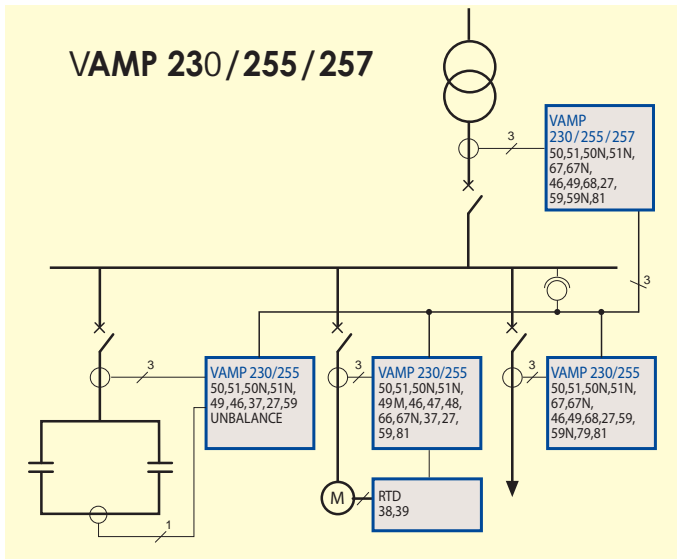 VAMP 230/255/257
3
VAMP
230/255/257
50,51,50N,51N,
67,67N,
46,49,68,27,
59,59N,81
3
3
VAMP 230/255
50,51,50N,51N,
49,46,37,27,59
UNBALANCE
1
3
VAMP 230/255
50,51,50N,51N,
49M,46,47,48,
66,67N,37,27,
59,81
M
RTD
38,39
3
VAMP 230/255
50,51,50N,51N,
67,67N,
46,49,68,27,59,
59N,79,81